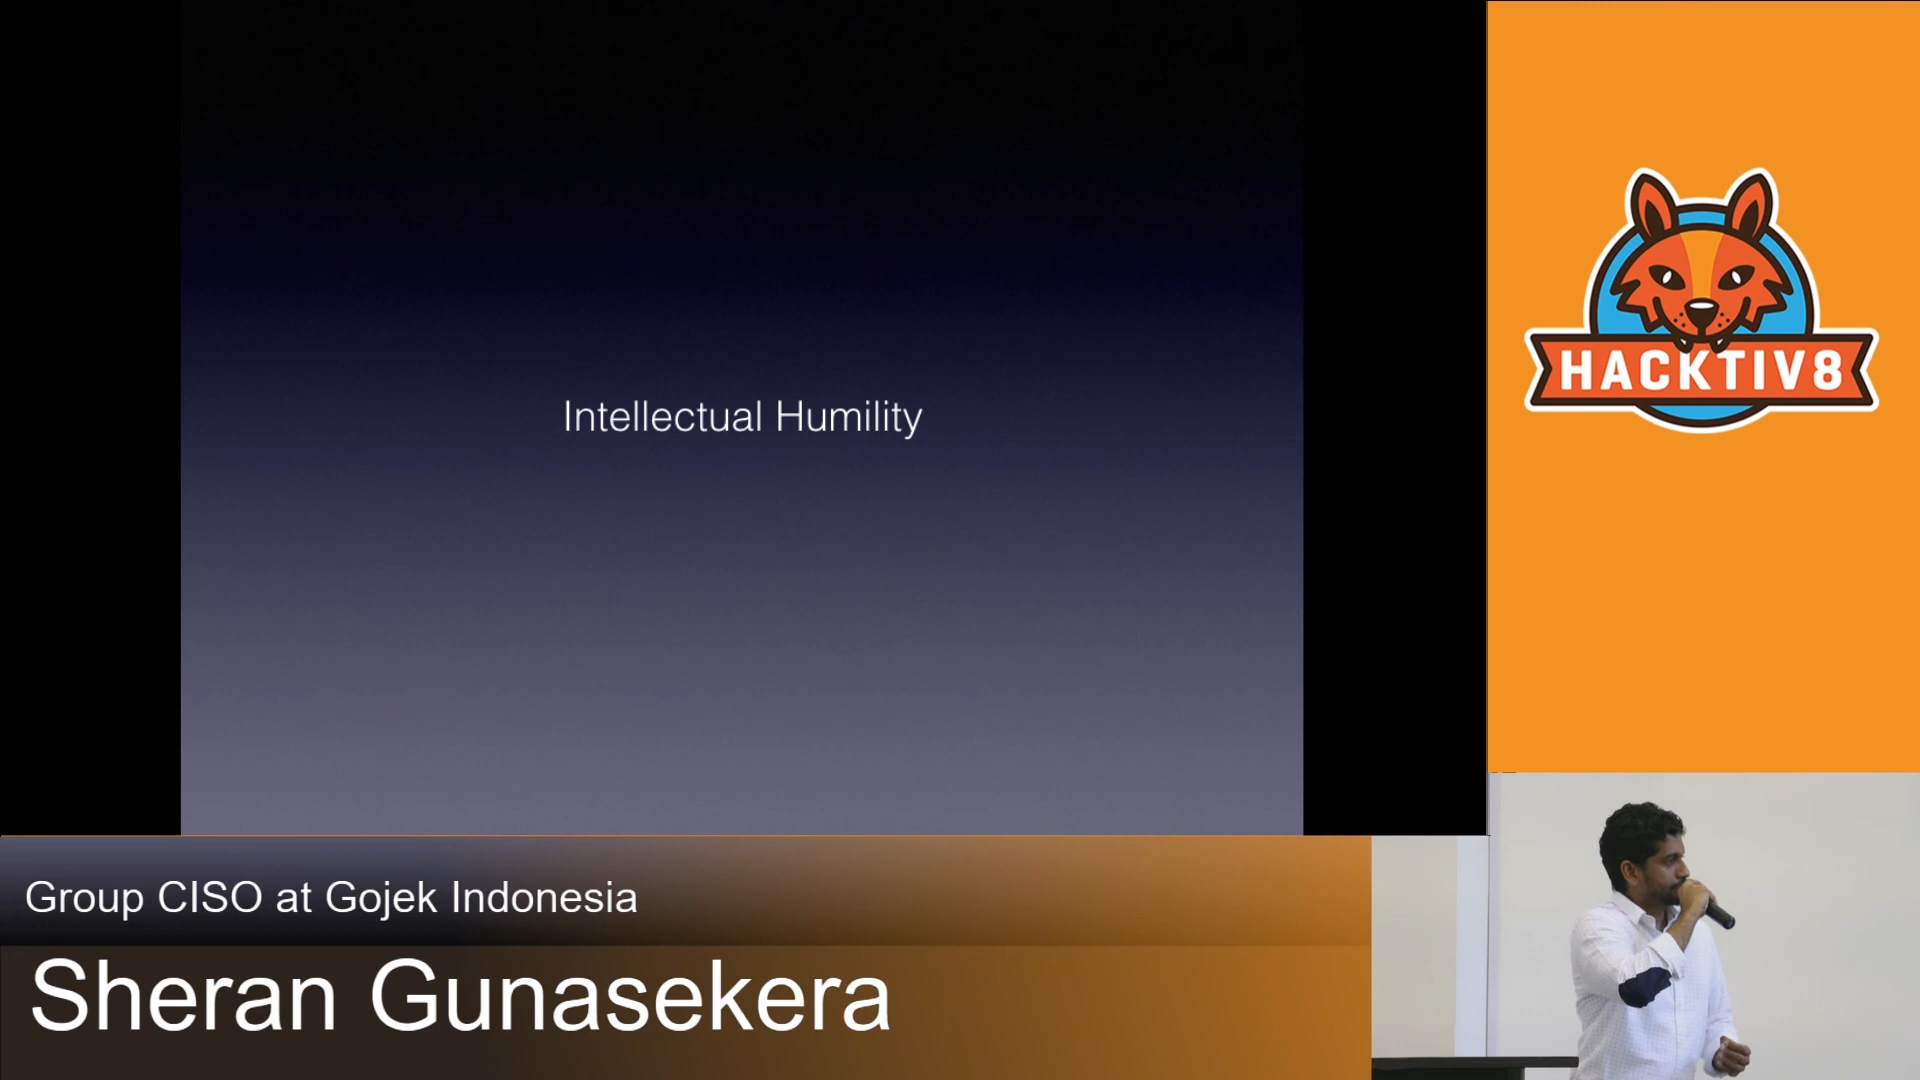 Intellectual Humility
HACKTIV8
Group CISO at Gojek Indonesia
Sheran Gunasekera